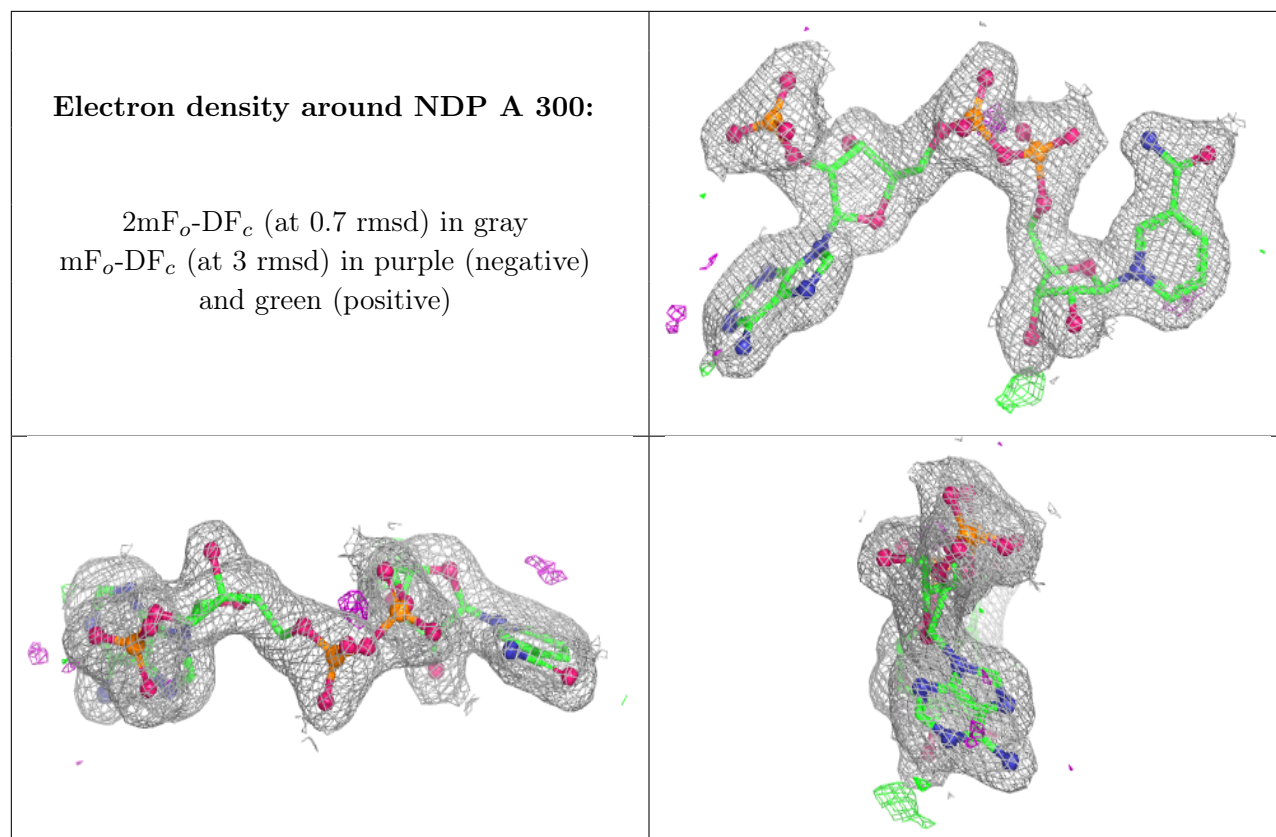 Electron density around NDP A 300:
2mFₒ-DF𝒸 (at 0.7 rmsd) in gray
mFₒ-DF𝒸 (at 3 rmsd) in purple (negative)
and green (positive)